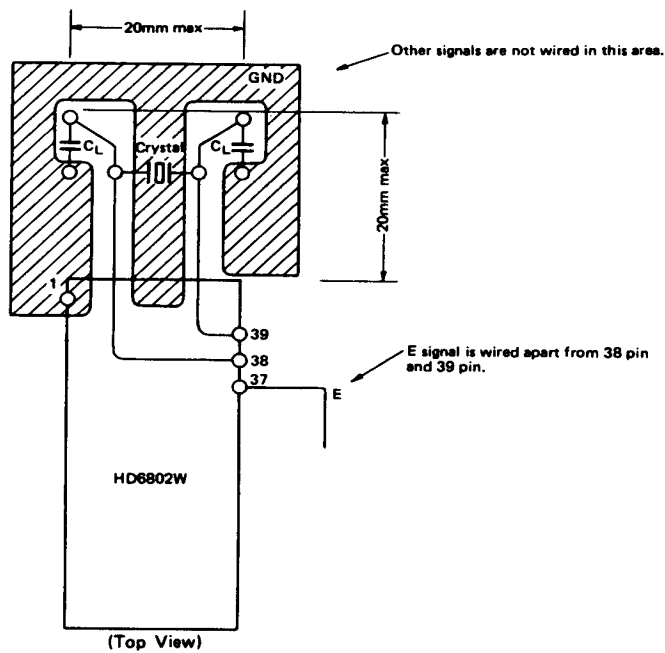 20mm max
Other signals are not wired in this area.
GND
CL
Crystal
CL
20mm max
1
39
38
37
E signal is wired apart from 38 pin
and 39 pin.
E
HD6802W
(Top View)